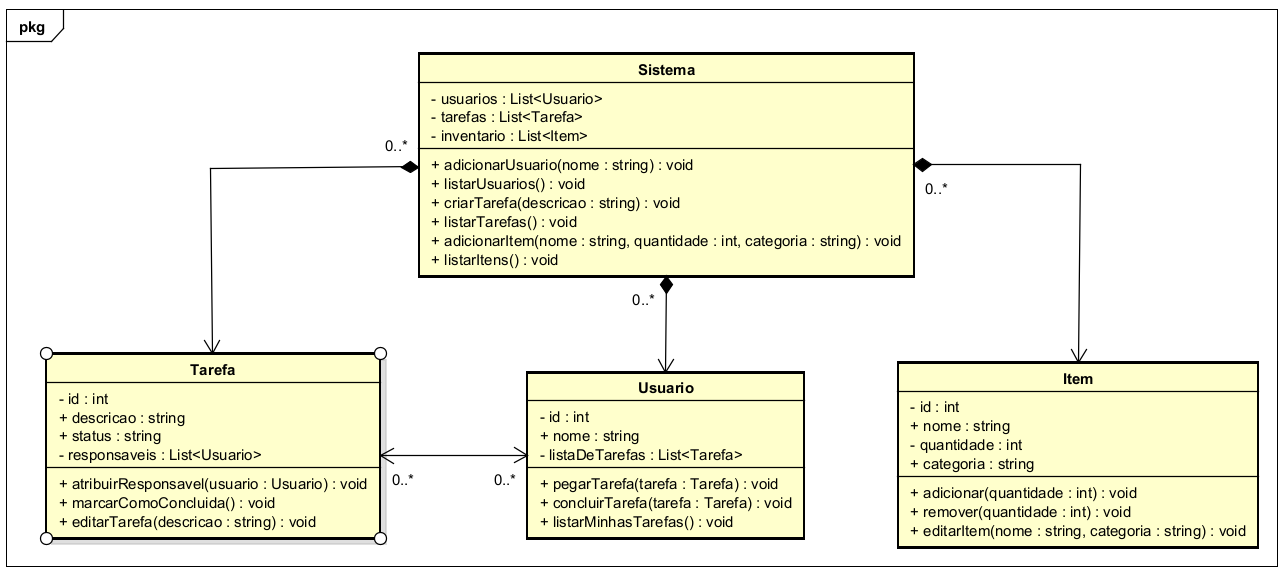 pkg
Sistema
- usuarios : List<Usuario>
- tarefas : List<Tarefa>
- inventario : List<Item>
+ adicionarUsuario(nome : string) : void
+ listarUsuarios() : void
+ criarTarefa(descricao : string) : void
+ listarTarefas() : void
+ adicionarItem(nome : string, quantidade : int, categoria : string) : void
+ listarItens() : void
0..*
0..*
0..*
Tarefa
- id : int
+ descricao : string
+ status : string
- responsaveis : List<Usuario>
+ atribuirResponsavel(usuario : Usuario) : void
+ marcarComoConcluida() : void
+ editarTarefa(descricao : string) : void
0..*
0..*
Usuario
- id : int
+ nome : string
- listaDeTarefas : List<Tarefa>
+ pegarTarefa(tarefa : Tarefa) : void
+ concluirTarefa(tarefa : Tarefa) : void
+ listarMinhasTarefas() : void
Item
- id : int
+ nome : string
- quantidade : int
+ categoria : string
+ adicionar(quantidade : int) : void
+ remover(quantidade : int) : void
+ editarItem(nome : string, categoria : string) : void